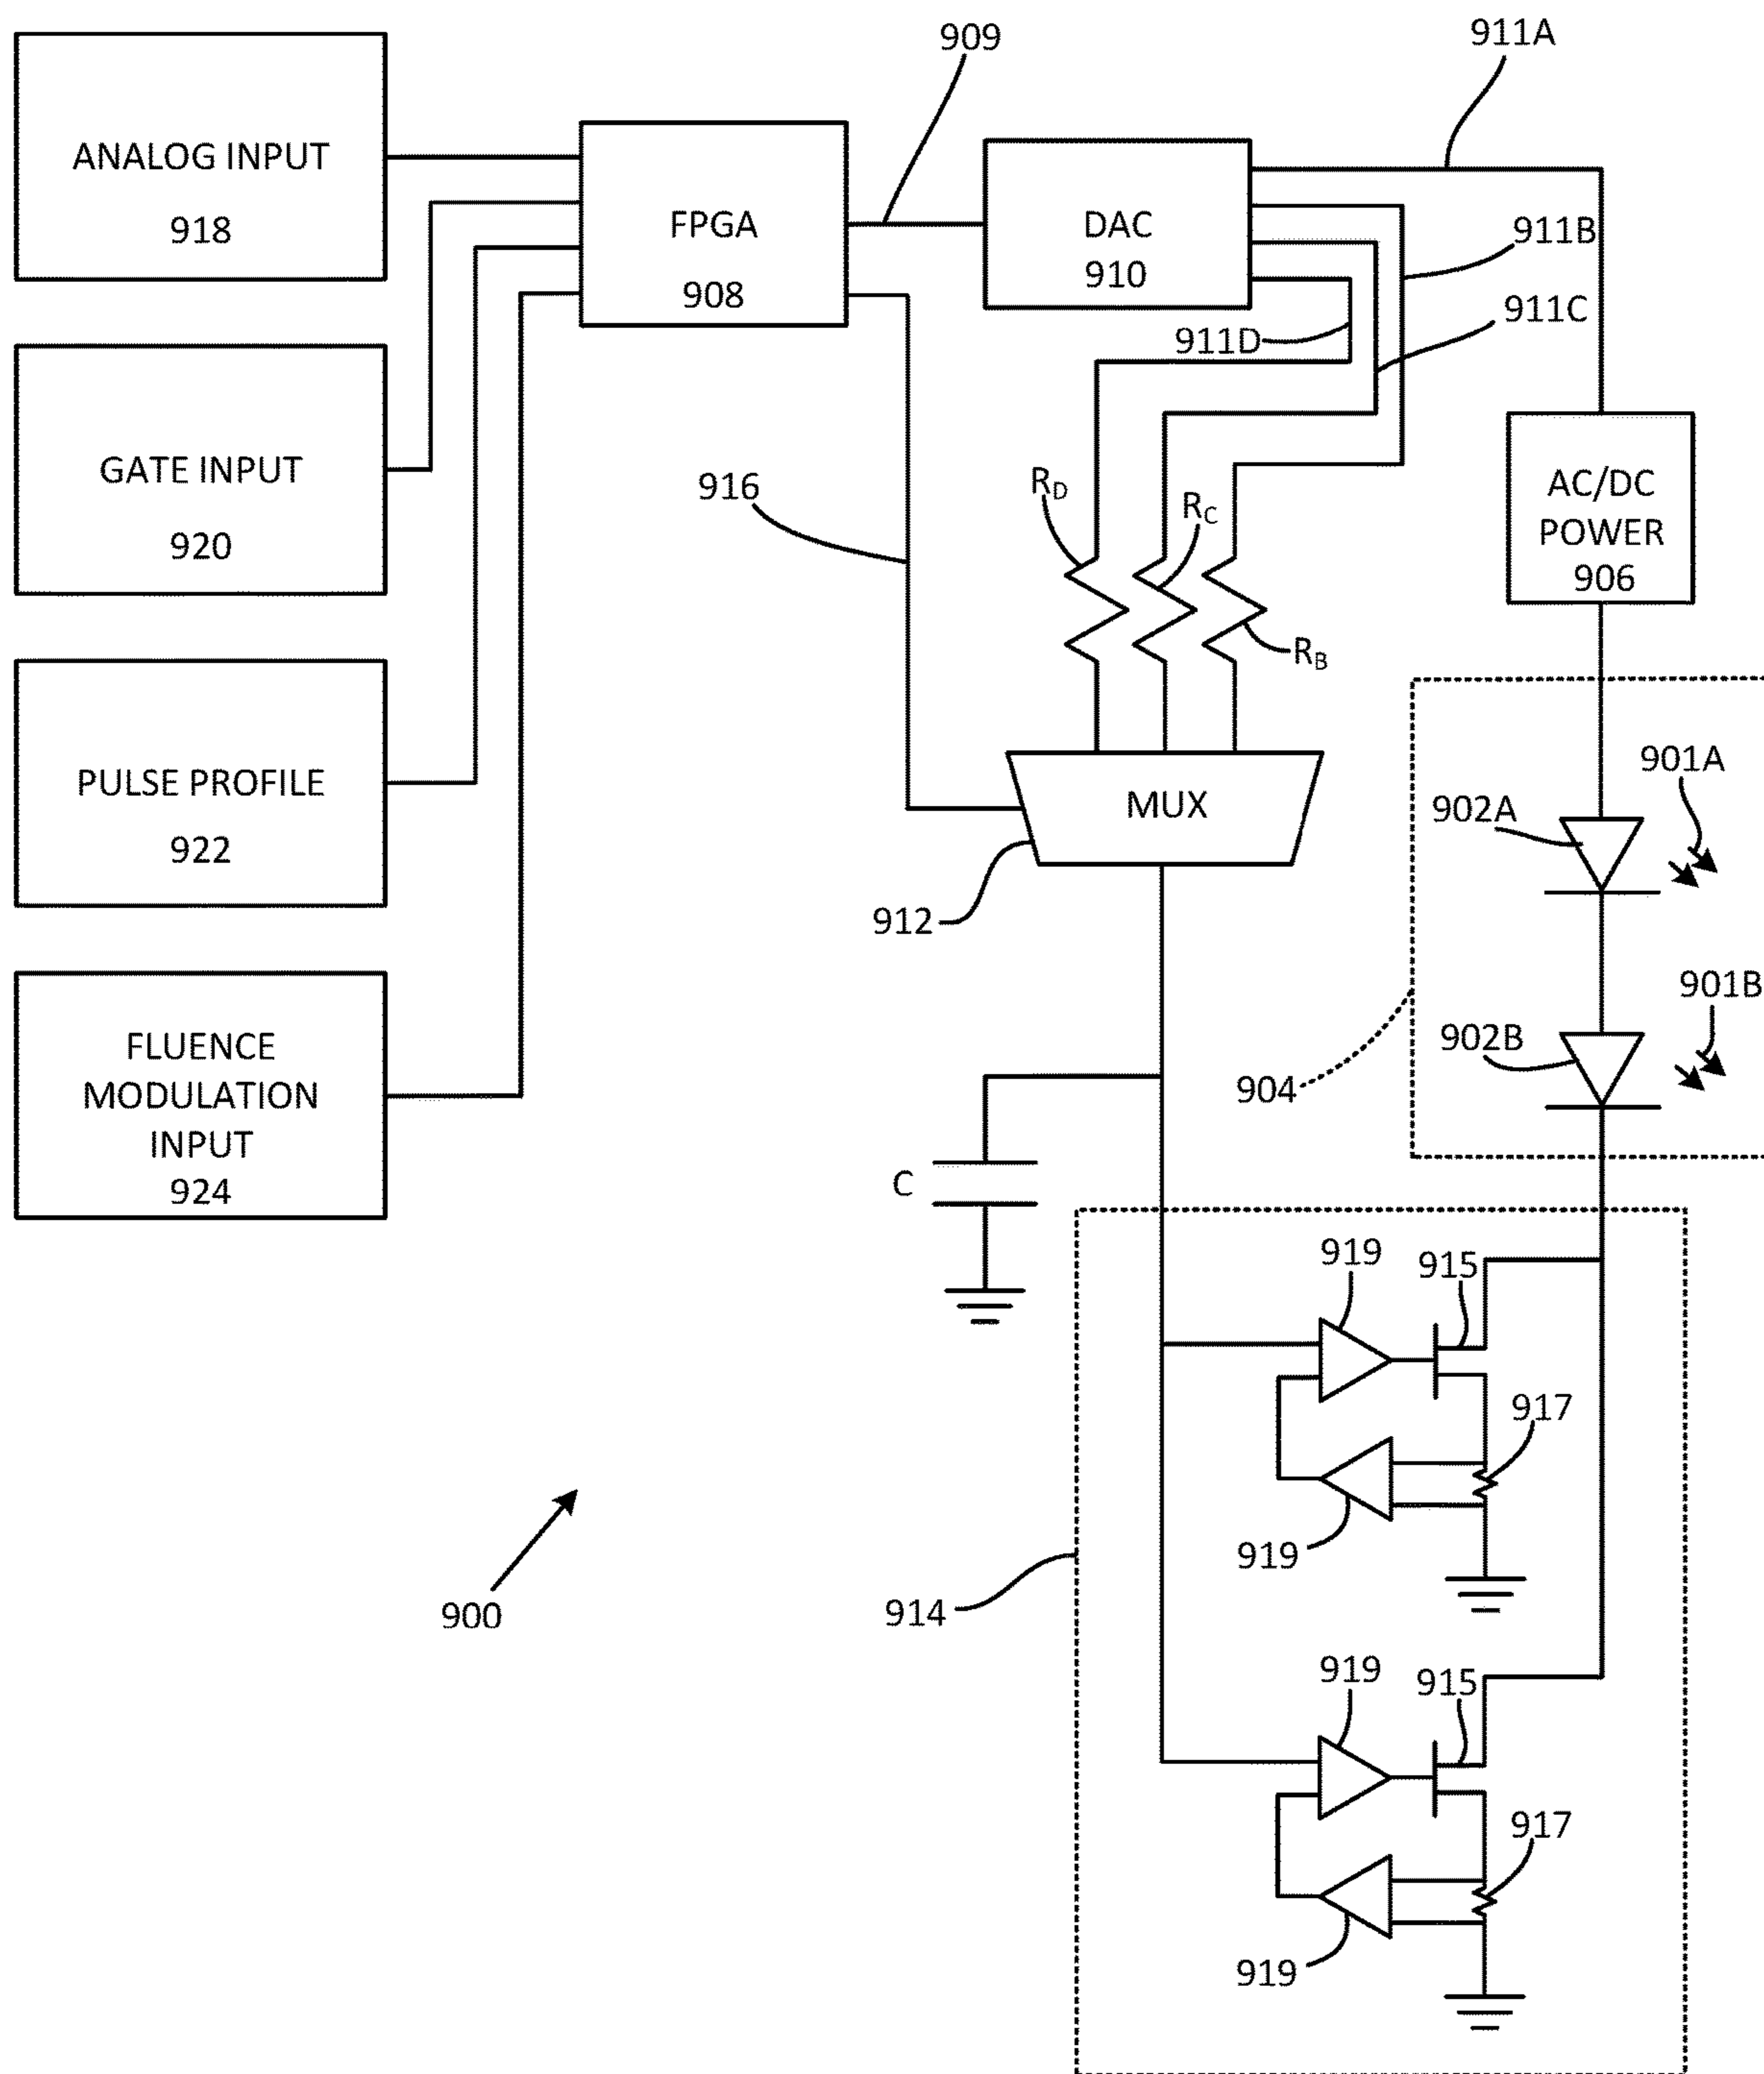 909
911A
ANALOG INPUT
918
FPGA
908
DAC
910
911B
911C
911D
GATE INPUT
920
916
RD
RC
RB
AC/DC
POWER
906
PULSE PROFILE
922
MUX
912
901A
902A
901B
902B
904
FLUENCE
MODULATION
INPUT
924
C
919
915
917
919
914
900
919
915
917
919